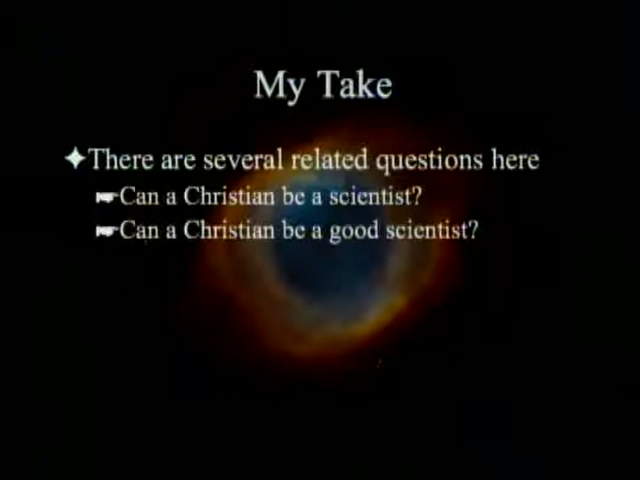 My Take
There are several related questions here
Can a Christian be a scientist?
Can a Christian be a good scientist?